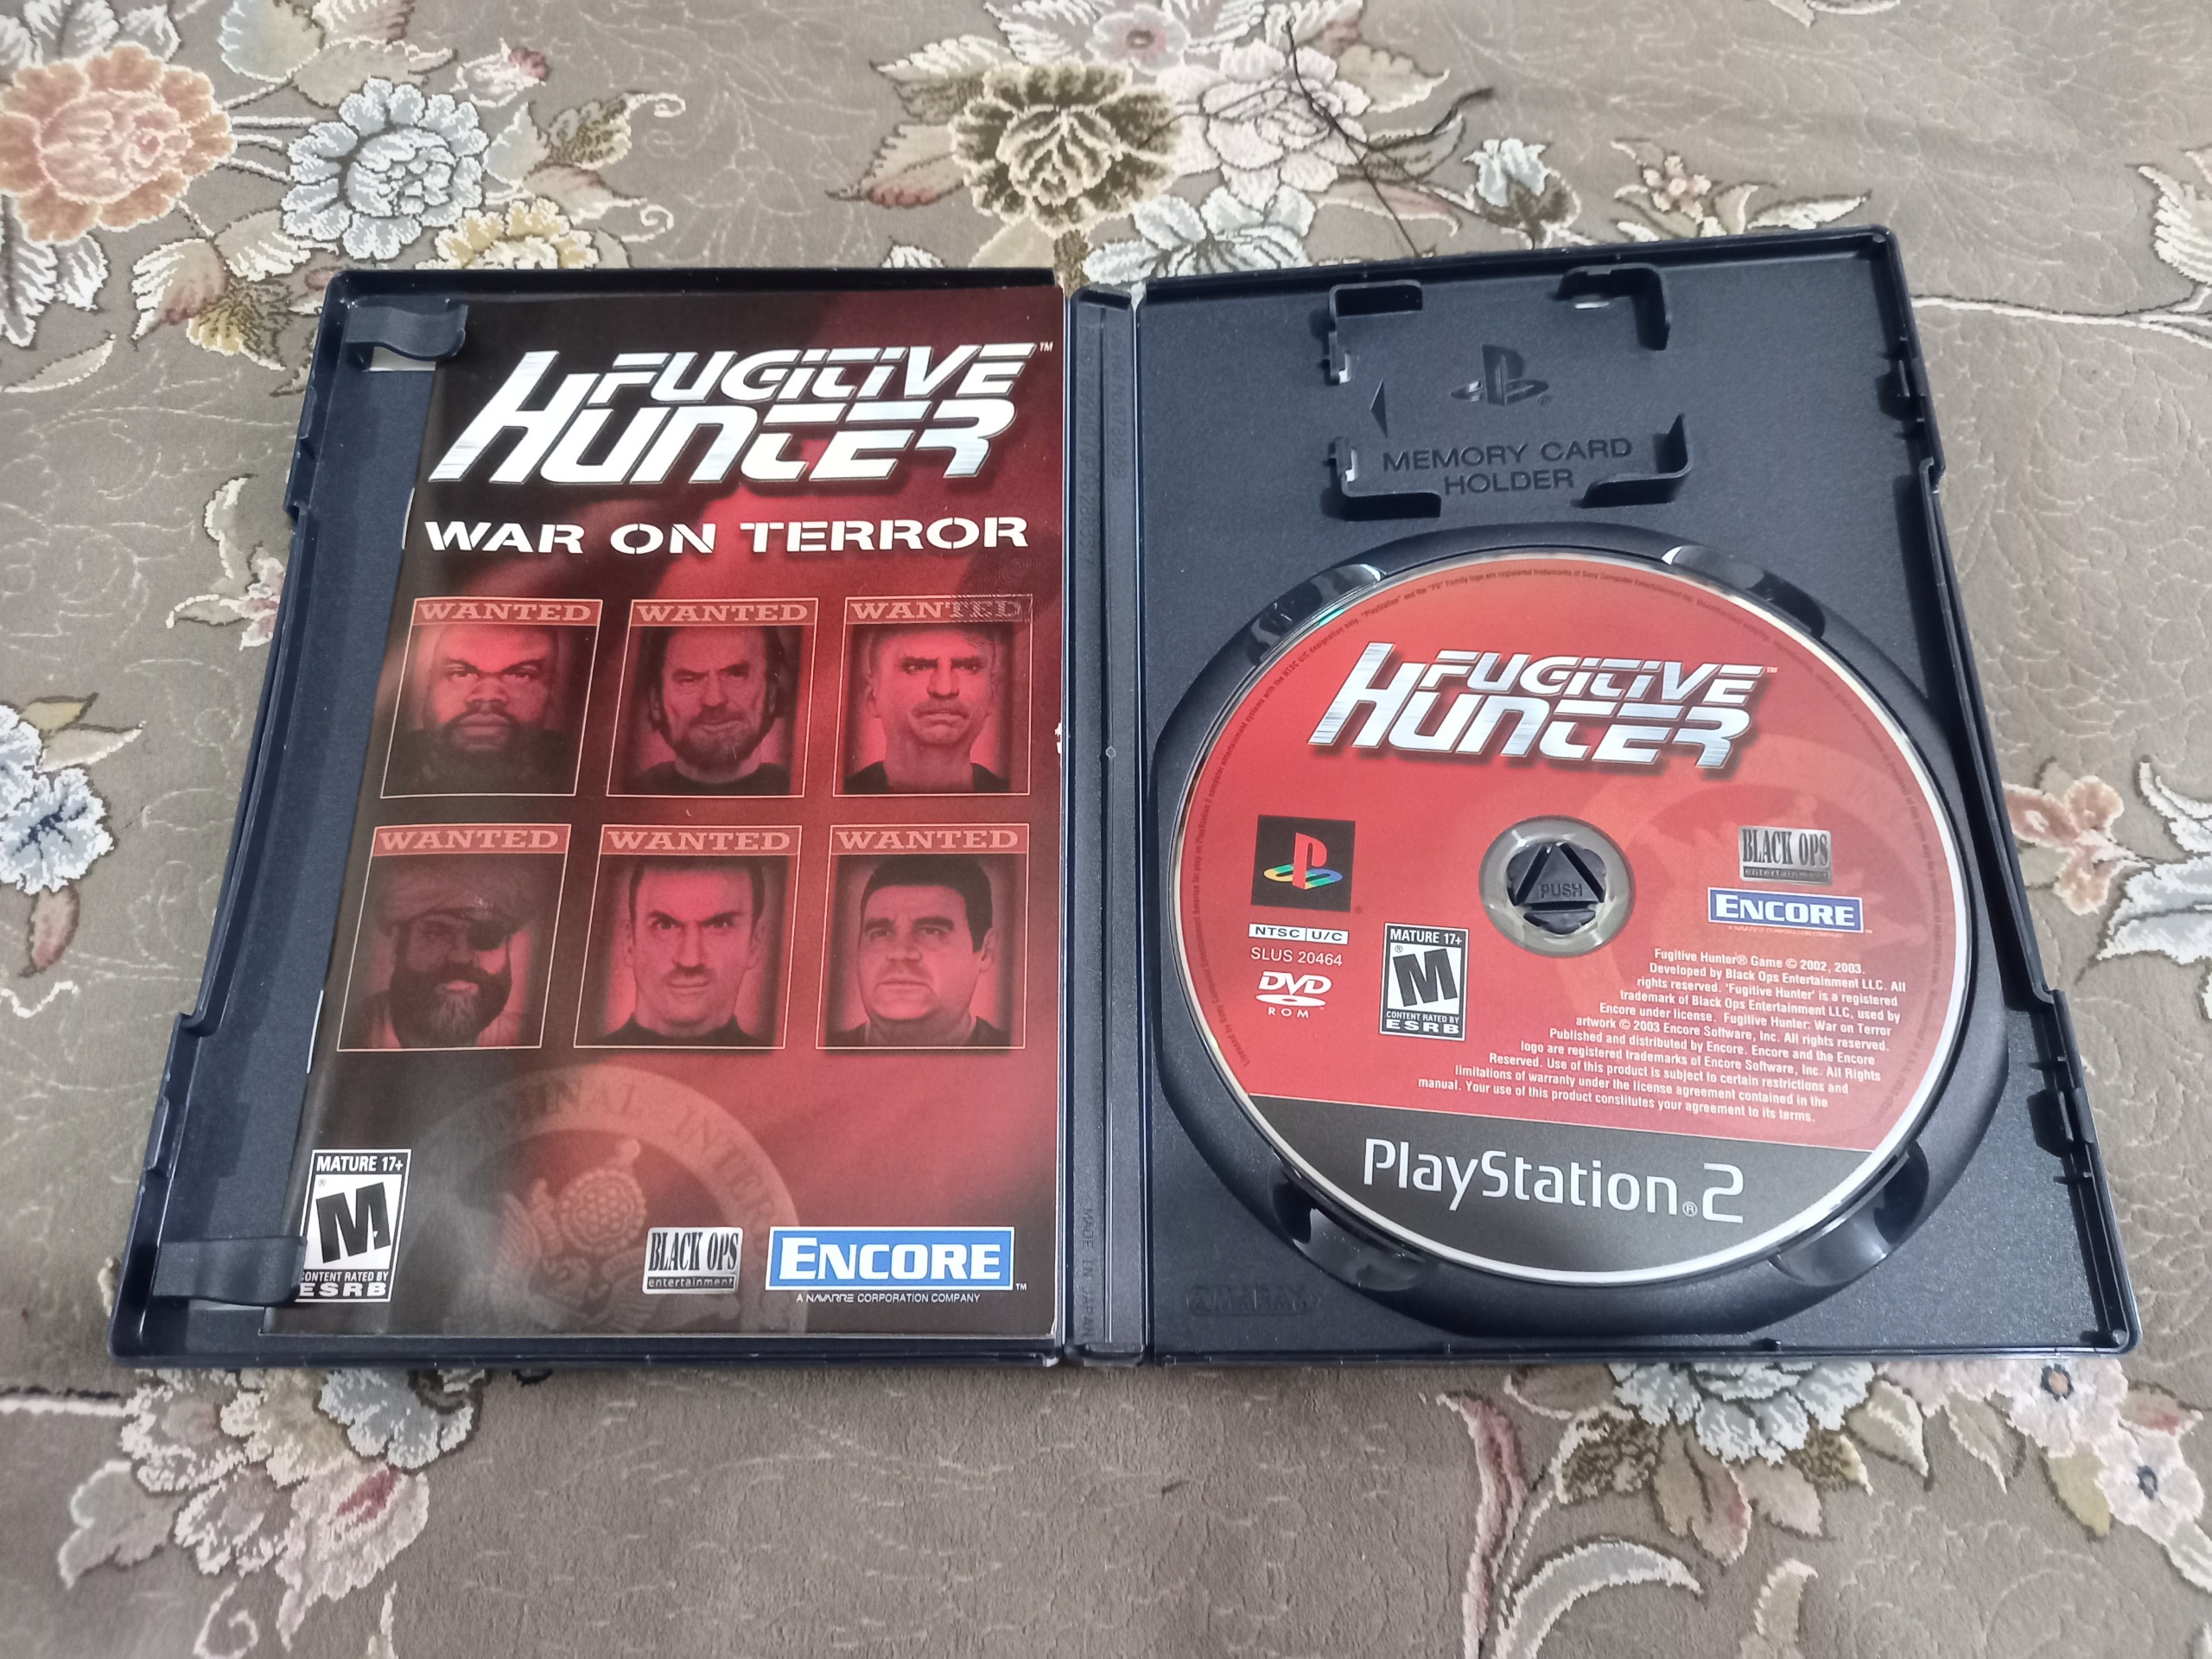 FUGITIVE™
HUNTER
WAR ON TERROR
WANTED
WANTED
WANTED
WANTED
WANTED
WANTED
MINAL INTER
MATURE 17+
M®
CONTENT RATED BY
ESRB
BLACK OPS
entertainment
ENCORE™
A NAVARRE CORPORATION COMPANY
MADE IN JAPAN
MEMORY CARD
HOLDER
FUGITIVE™
HUNTER
PUSH
BLACK OPS
entertainment
ENCORE
NTSC U/C
SLUS 20464
DVD
ROM
MATURE 17+
M®
CONTENT RATED BY
ESRB
Fugitive Hunter® Game © 2002, 2003.
Developed by Black Ops Entertainment LLC. All
rights reserved. 'Fugitive Hunter' is a registered
trademark of Black Ops Entertainment LLC, used by
Encore under license. Fugitive Hunter: War on Terror
artwork © 2003 Encore Software, Inc. All rights reserved.
Published and distributed by Encore. Encore and the Encore
logo are registered trademarks of Encore Software, Inc. All Rights
Reserved. Use of this product is subject to certain restrictions and
limitations of warranty under the license agreement contained in the
manual. Your use of this product constitutes your agreement to its terms.
PlayStation®2
AMARAY